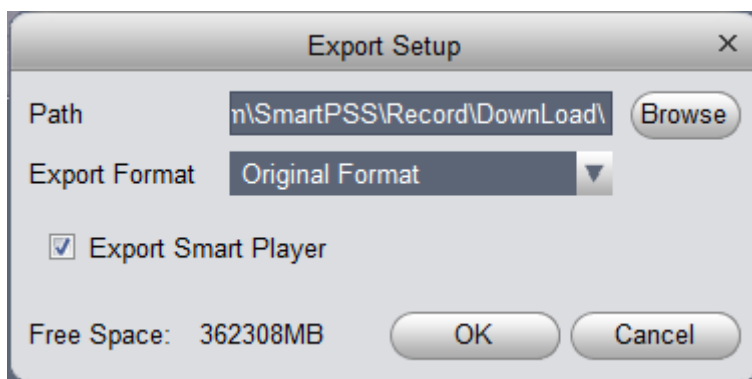 Export Setup
Path n\SmartPSS\Record\DownLoad\ Browse
Export Format Original Format
Export Smart Player
Free Space: 362308MB OK Cancel